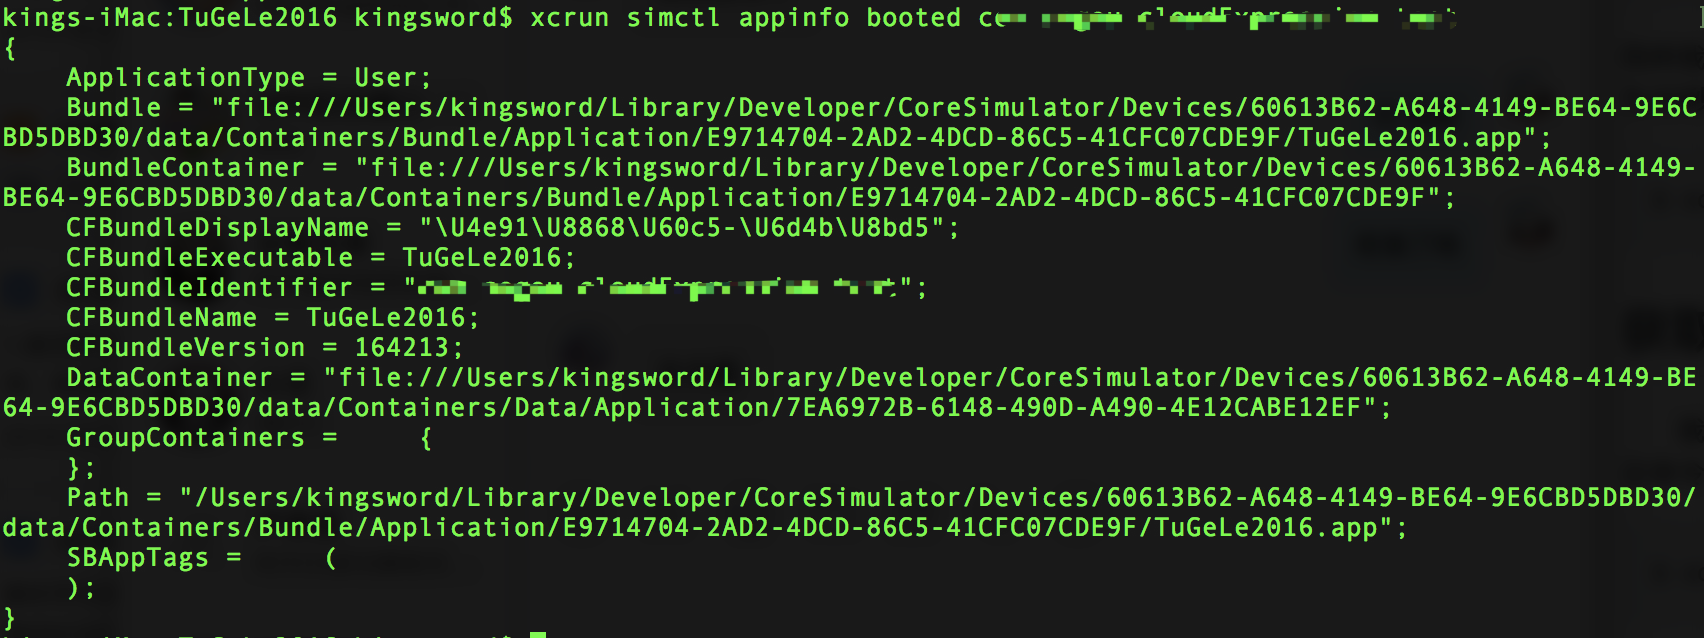 kings-iMac:TuGeLe2016 kingsword$ xcrun simctl appinfo booted
{
    ApplicationType = User;
    Bundle = "file:///Users/kingsword/Library/Developer/CoreSimulator/Devices/60613B62-A648-4149-BE64-9E6C
BD5DBD30/data/Containers/Bundle/Application/E9714704-2AD2-4DCD-86C5-41CFC07CDE9F/TuGeLe2016.app";
    BundleContainer = "file:///Users/kingsword/Library/Developer/CoreSimulator/Devices/60613B62-A648-4149-
BE64-9E6CBD5DBD30/data/Containers/Bundle/Application/E9714704-2AD2-4DCD-86C5-41CFC07CDE9F";
    CFBundleDisplayName = "\U4e91\U8868\U60c5-\U6d4b\U8bd5";
    CFBundleExecutable = TuGeLe2016;
    CFBundleIdentifier = "";
    CFBundleName = TuGeLe2016;
    CFBundleVersion = 164213;
    DataContainer = "file:///Users/kingsword/Library/Developer/CoreSimulator/Devices/60613B62-A648-4149-BE
64-9E6CBD5DBD30/data/Containers/Data/Application/7EA6972B-6148-490D-A490-4E12CABE12EF";
    GroupContainers =     {
    };
    Path = "/Users/kingsword/Library/Developer/CoreSimulator/Devices/60613B62-A648-4149-BE64-9E6CBD5DBD30/
data/Containers/Bundle/Application/E9714704-2AD2-4DCD-86C5-41CFC07CDE9F/TuGeLe2016.app";
    SBAppTags =     (
    );
}